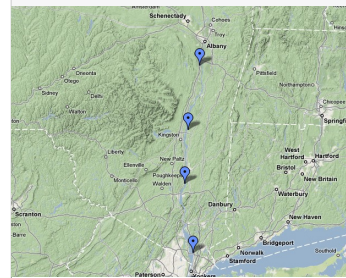 Amsterdam
Schenectady
Cohoes
Troy
Albany
Pittsfield
Oneonta
Otego
Northampton
Sidney
Delhi
Chicopee
Walton
Springf
Kingston
Liberty
West
Hartford
Hartford
New Paltz
Bristol
Ellenville
New Britain
Poughkee
Monticello
Walden
Waterbury
Scranton
Danbury
New Haven
-Barre
Bridgeport
Norwalk
Southold
Stamford
Paterson
Yonkers